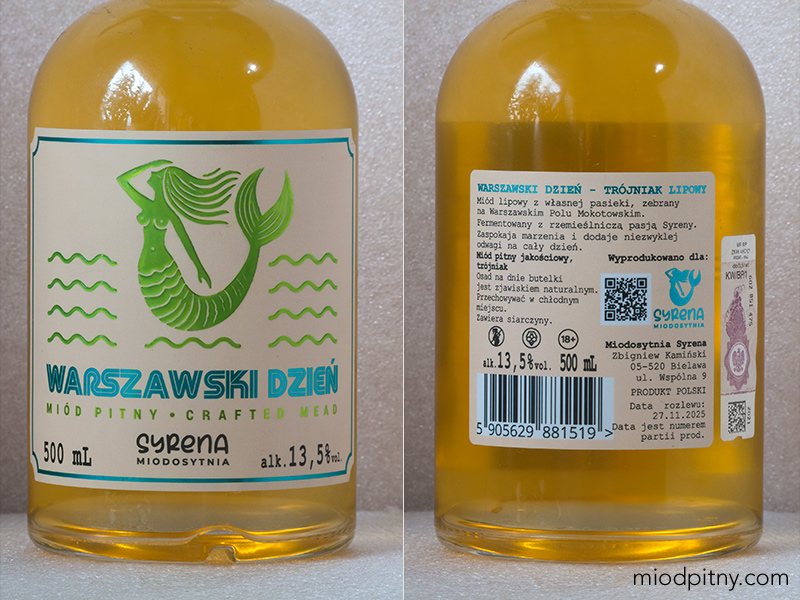 WARSZAWSKI DZIEŃ
MIÓD PITNY • CRAFTED MEAD
500 mL
SYRENA
MIODOSYTNIA
alk.13,5%vol.
WARSZAWSKI DZIEŃ - TRÓJNIAK LIPOWY
Miód lipowy z własnej pasieki, zebrany
na Warszawskim Polu Mokotowskim.
Fermentowany z rzemieślniczą pasją Syreny.
Zaspokaja marzenia i dodaje niezwykłej
odwagi na cały dzień.
Miód pitny jakościowy,
trójniak
Osad na dnie butelki
jest zjawiskiem naturalnym.
Przechowywać w chłodnym
miejscu.
Zawiera siarczyny.
18+
alk.13,5%vol. 500 mL
5 905629 881519 >
Wyprodukowano dla:
SYRENA
MIODOSYTNIA
Miodosytnia Syrena
Zbigniew Kamiński
05-520 Bielawa
ul. Wspólna 9
PRODUKT POLSKI
Data rozlewu:
27.11.2025
Data jest numerem
partii prod.
2021
miodpitny.com